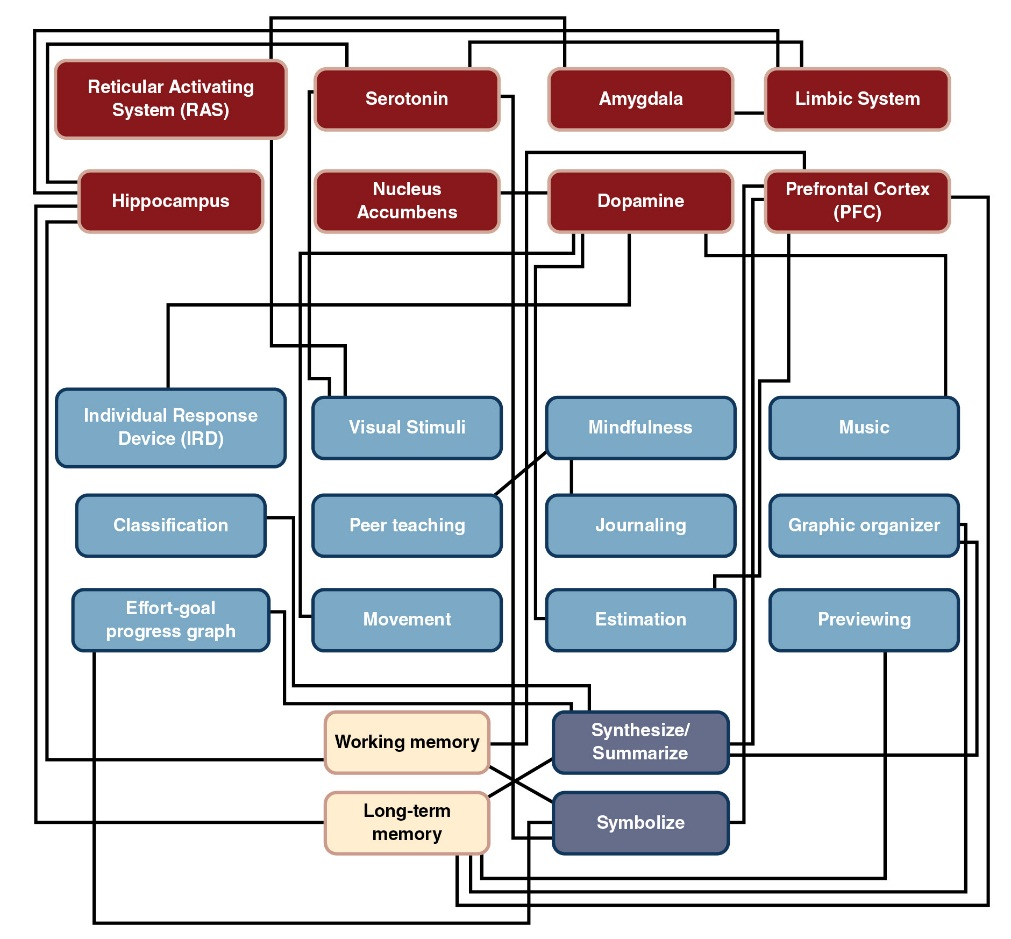 Reticular Activating
System (RAS)
Serotonin
Amygdala
Limbic System
Hippocampus
Nucleus
Accumbens
Dopamine
Prefrontal Cortex
(PFC)
Individual Response
Device (IRD)
Visual Stimuli
Mindfulness
Music
Classification
Peer teaching
Journaling
Graphic organizer
Effort-goal
progress graph
Movement
Estimation
Previewing
Working memory
Synthesize/
Summarize
Long-term
memory
Symbolize